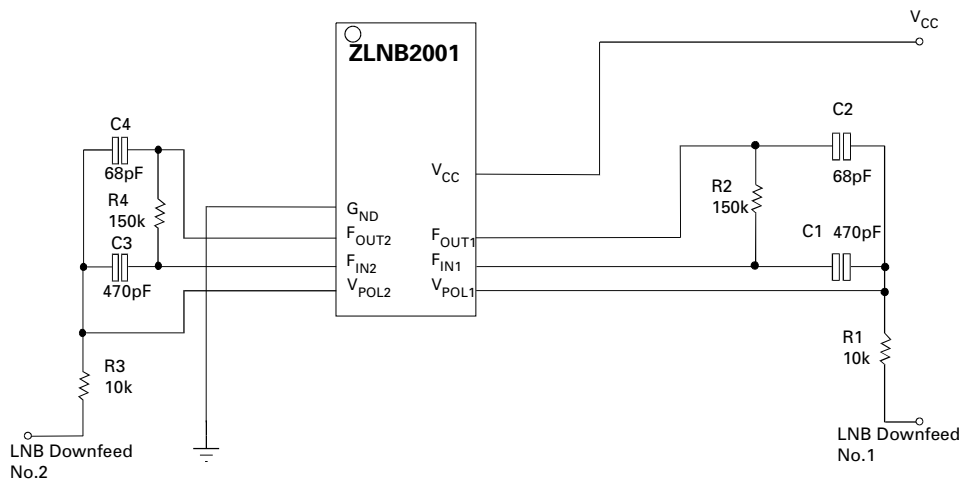 V_CC
ZLNB2001
C4
68pF
R4
150k
C3
470pF
C2
68pF
R2
150k
C1 470pF
V_CC
G_ND
F_OUT2
F_IN2
V_POL2
F_OUT1
F_IN1
V_POL1
R3
10k
R1
10k
LNB Downfeed
No.2
LNB Downfeed
No.1